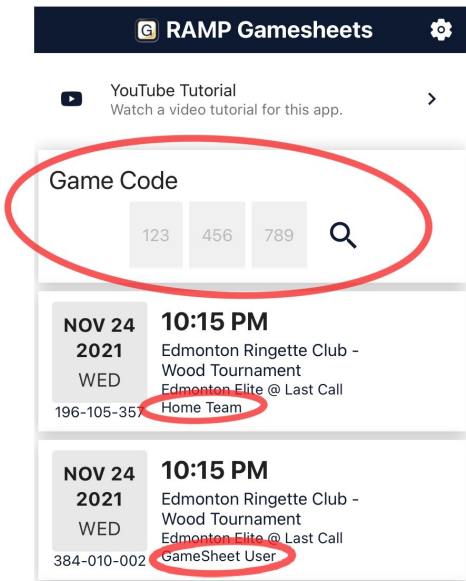 G RAMP Gamesheets
YouTube Tutorial
Watch a video tutorial for this app.
Game Code
123 456 789
NOV 24
2021
WED
196-105-357
10:15 PM
Edmonton Ringette Club -
Wood Tournament
Edmonton Elite @ Last Call
Home Team
NOV 24
2021
WED
384-010-002
10:15 PM
Edmonton Ringette Club -
Wood Tournament
Edmonton Elite @ Last Call
GameSheet User